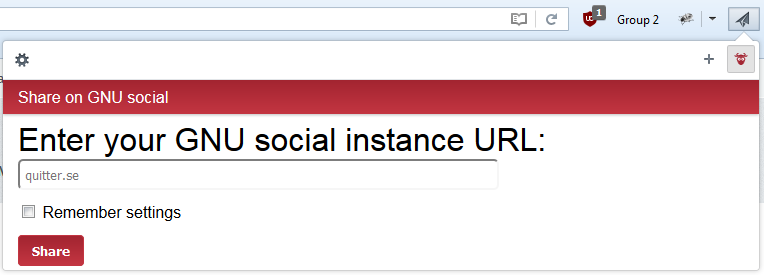 1
Group 2
Share on GNU social
Enter your GNU social instance URL:
quitter.se
Remember settings
Share